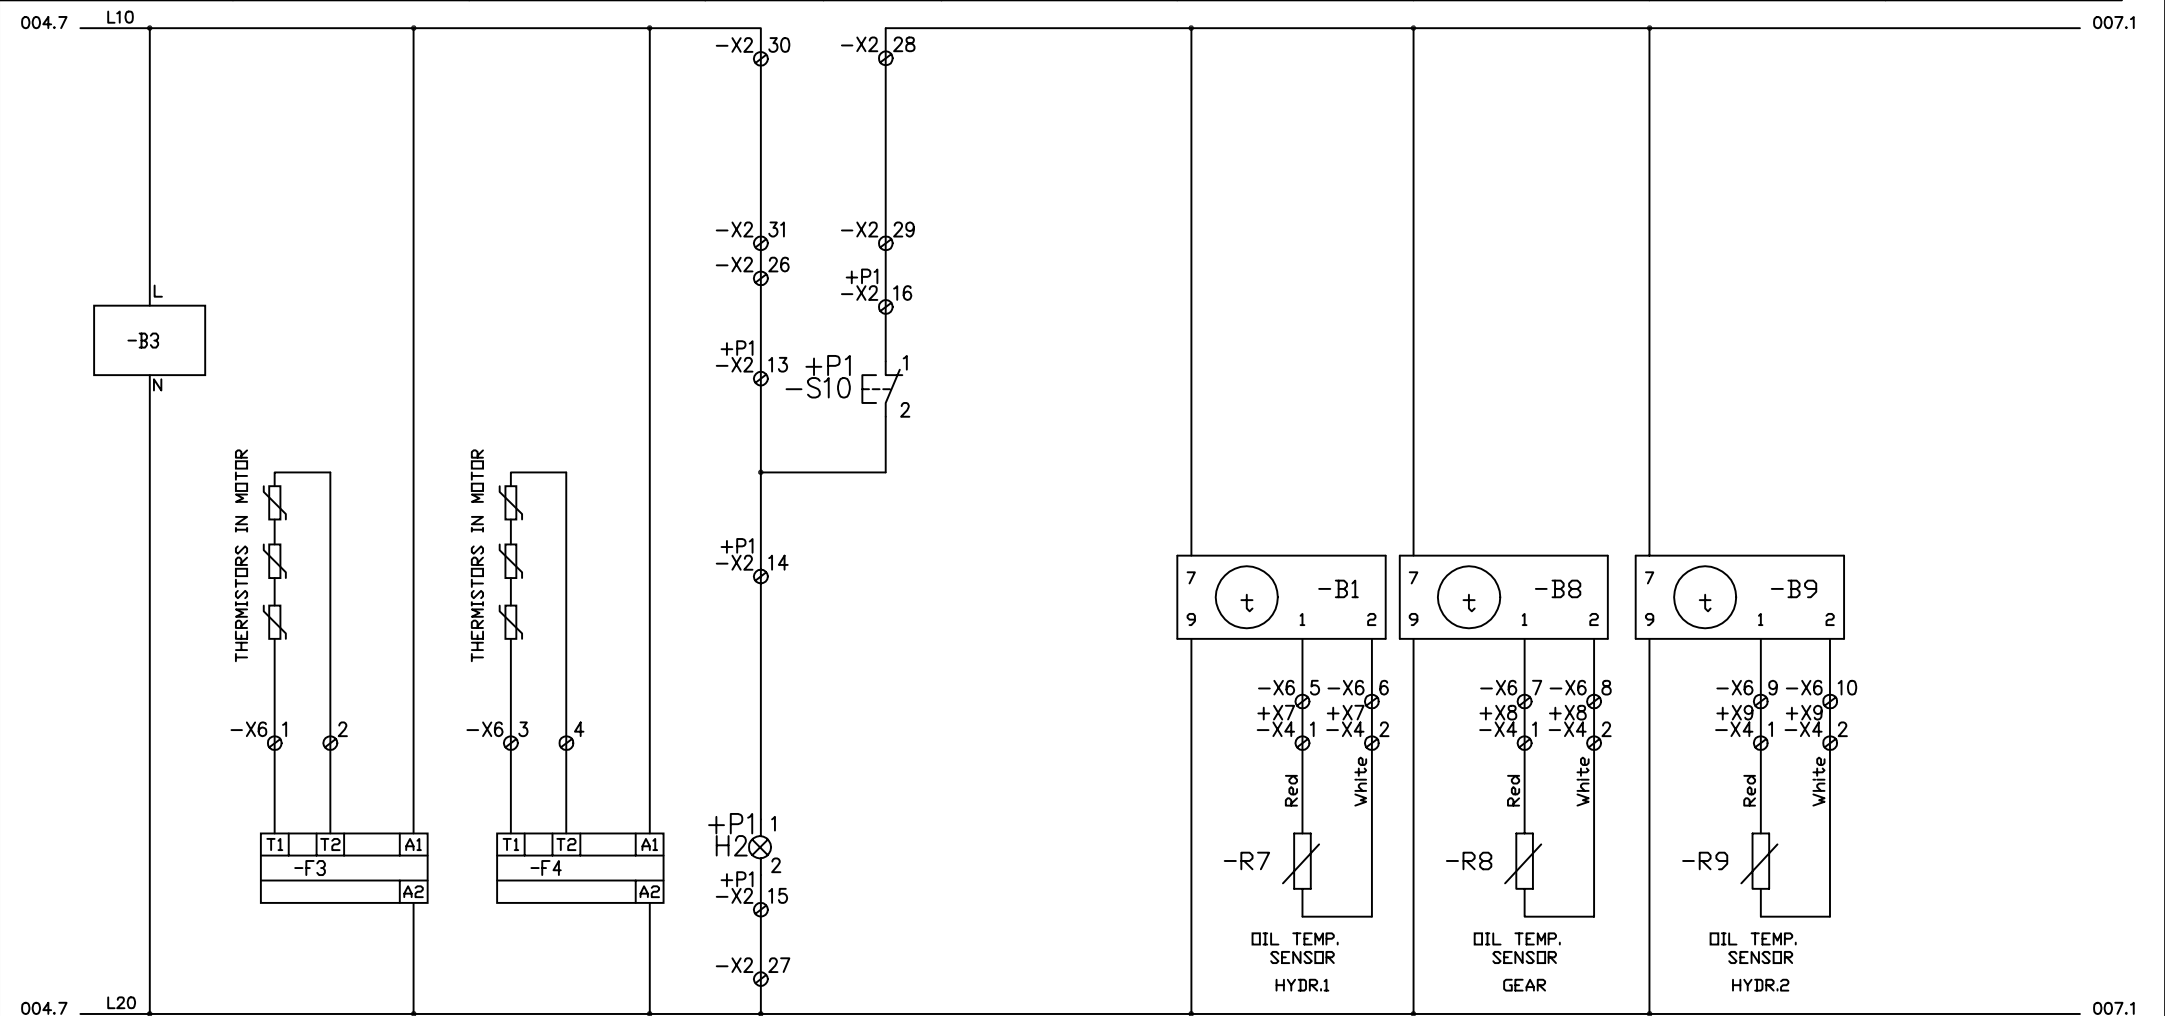 004.7 L10 007.1
-X2 30 -X2 28
-X2 31 -X2 29
-X2 26
+P1
-X2 16
L
-B3
N
+P1
-X2 13
+P1
-S10
1
2
THERMISTORS IN MOTOR
THERMISTORS IN MOTOR
+P1
-X2 14
7 t -B1
9 1 2
7 t -B8
9 1 2
7 t -B9
9 1 2
-X6 5 -X6 6
+X7 +X7
-X4 1 -X4 2
-X6 7 -X6 8
+X8 +X8
-X4 1 -X4 2
-X6 9 -X6 10
+X9 +X9
-X4 1 -X4 2
-X6 1 2
-X6 3 4
Red White
Red White
Red White
T1 T2 A1
-F3
A2
T1 T2 A1
-F4
A2
+P1 1
H2
2
+P1
-X2 15
-X2 27
-R7
-R8
-R9
OIL TEMP.
SENSOR
HYDR.1
OIL TEMP.
SENSOR
GEAR
OIL TEMP.
SENSOR
HYDR.2
004.7 L20 007.1